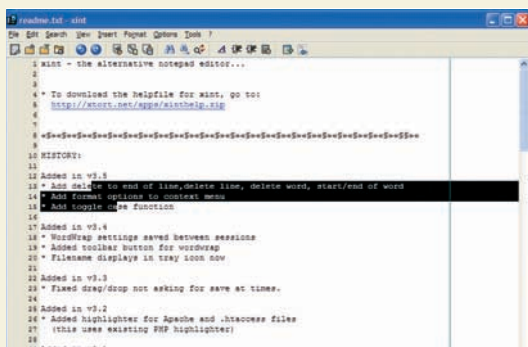 readme.txt - xint
File Edit Search View Insert Format Options Tools ?
1 xint - the alternative notepad editor...
2
3
4 * To download the helpfile for xint, go to:
5 http://xtort.net/apps/xinthelp.zip
6
7
8
9
10 HISTORY:
11
12 Added in v3.5
13 * Add delete to end of line,delete line, delete word, start/end of word
14 * Add format options to context menu
15 * Add toggle case function
16
17 Added in v3.4
18 * WordWrap settings saved between sessions
19 * Added toolbar button for wordwrap
20 * Filename displays in tray icon now
21
22 Added in v3.3
23 * Fixed drag/drop not asking for save at times.
24
25 Added in v3.2
26 * Added highlighter for Apache and .htaccess files
27 (this uses existing PHP highlighter)
28